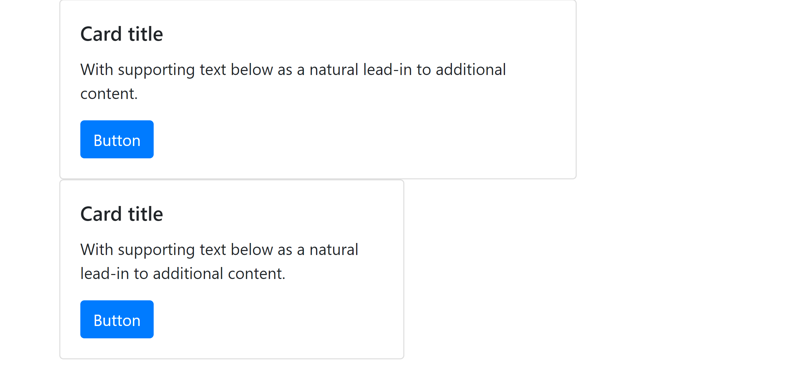 Card title
With supporting text below as a natural lead-in to additional
content.
Button
Card title
With supporting text below as a natural
lead-in to additional content.
Button